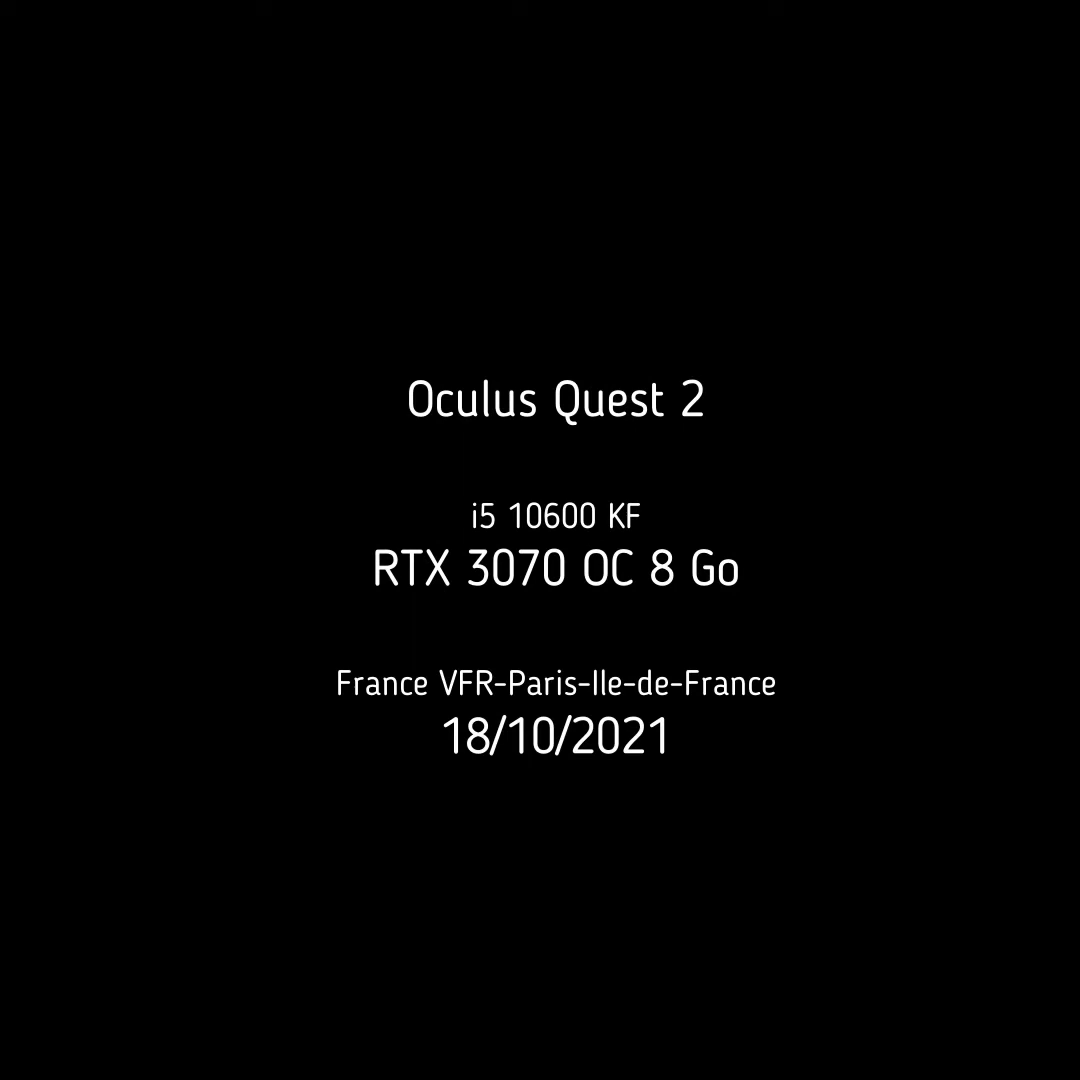 Oculus Quest 2
i5 10600 KF
RTX 3070 OC 8 Go
France VFR-Paris-Ile-de-France
18/10/2021